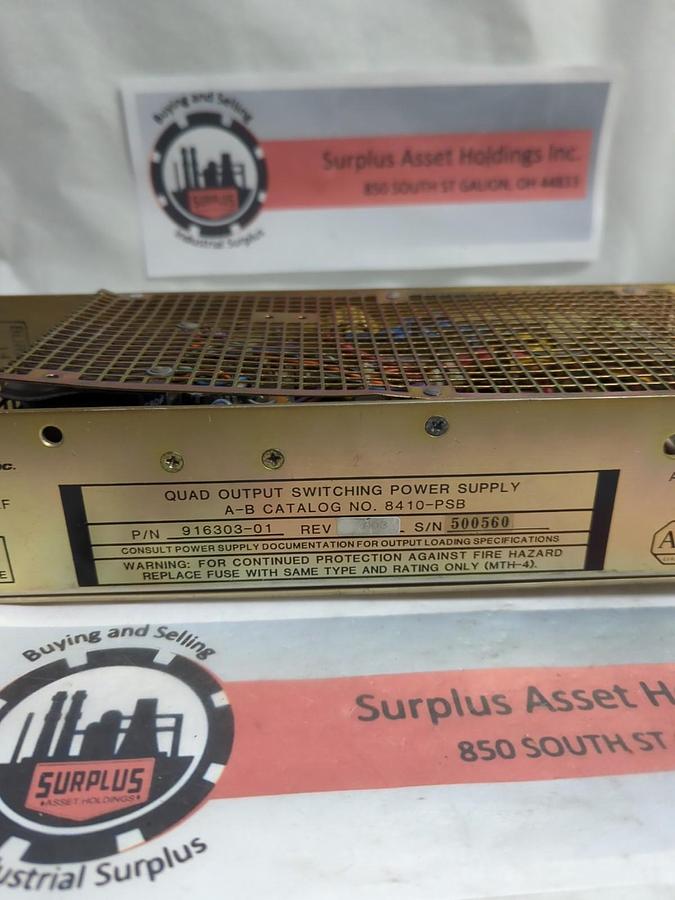 Buying and Selling
Surplus Asset Holdings Inc.
850 SOUTH ST GALION, OH 44833
SURPLUS
Industrial Surplus
QUAD OUTPUT SWITCHING POWER SUPPLY
A-B CATALOG NO. 8410-PSB
P/N 916303-01 REV S/N 500560
CONSULT POWER SUPPLY DOCUMENTATION FOR OUTPUT LOADING SPECIFICATIONS
WARNING: FOR CONTINUED PROTECTION AGAINST FIRE HAZARD
REPLACE FUSE WITH SAME TYPE AND RATING ONLY (MTH-4).
Buying and Selling
Surplus Asset H
850 SOUTH ST
SURPLUS
ASSET HOLDINGS
ustrial Surplus